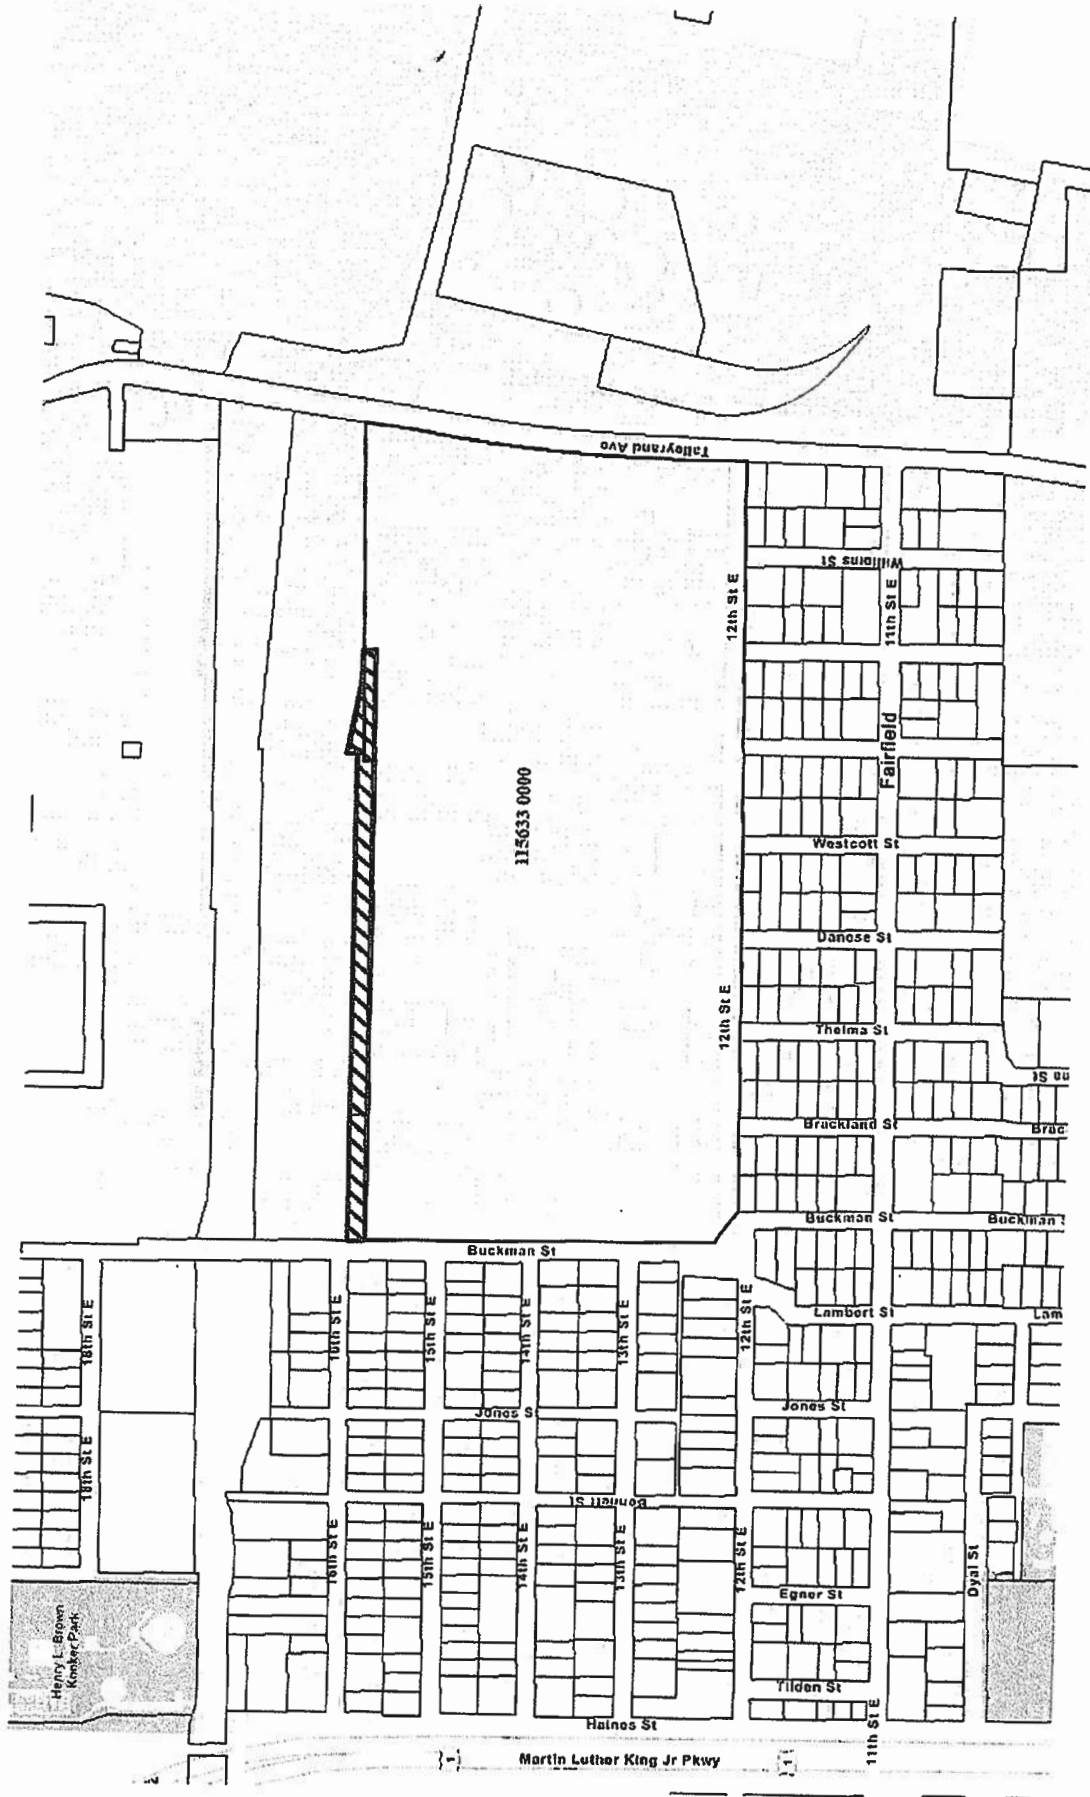 Talleyrand Ave
Williams St
12th St E
11th St E
Fairfield
115633 0000
Westcott St
Danese St
12th St E
Thelma St
Brackland St
Buckman St
Buckman
Buckman St
Lambert St
Lam
18th St E
16th St E
15th St E
14th St E
13th St E
12th St E
Jones St
Jones St
18th St E
Bonnett St
16th St E
15th St E
14th St E
13th St E
12th St E
Egner St
Dyal St
Henry L. Brown
Kooker Park
Tilden St
Haines St
11th St E
1
Martin Luther King Jr Pkwy
1